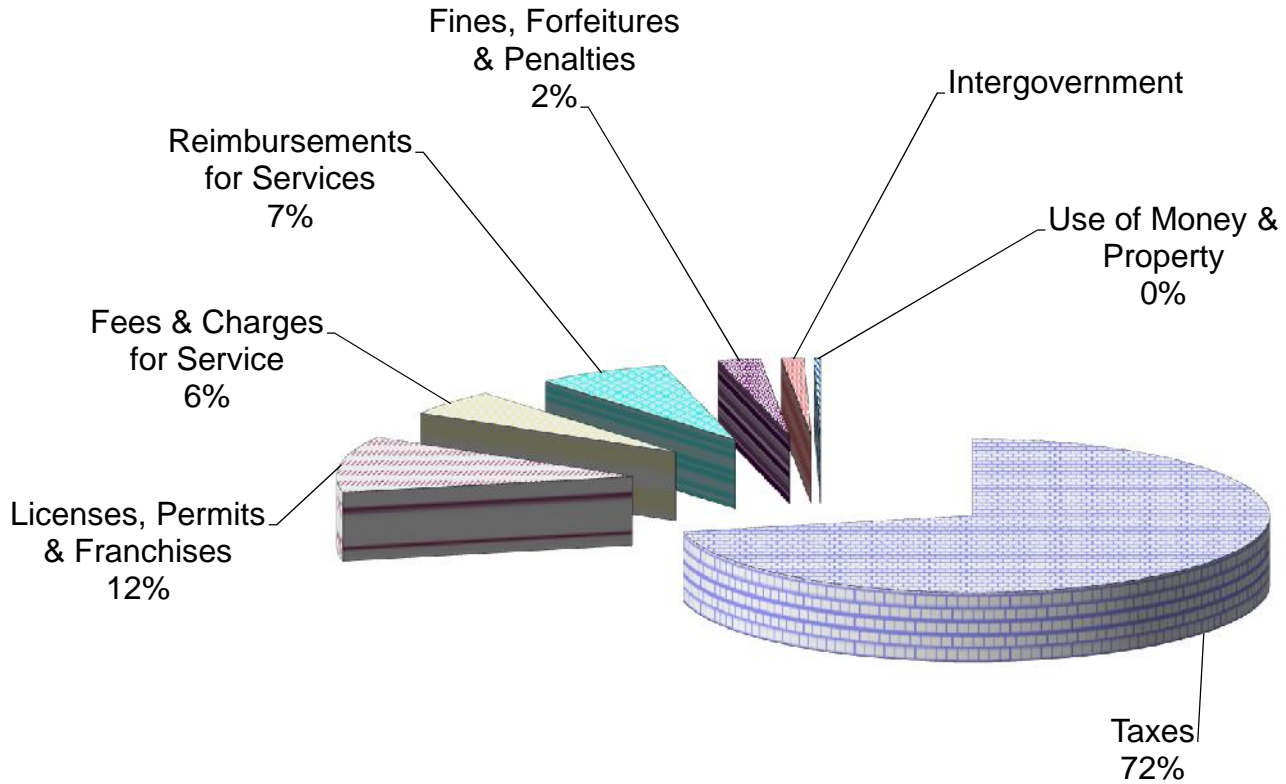 Fines, Forfeitures
& Penalties
2%
Intergovernment
Reimbursements
for Services
7%
Use of Money &
Property
0%
Fees & Charges
for Service
6%
Licenses, Permits
& Franchises
12%
Taxes
72%